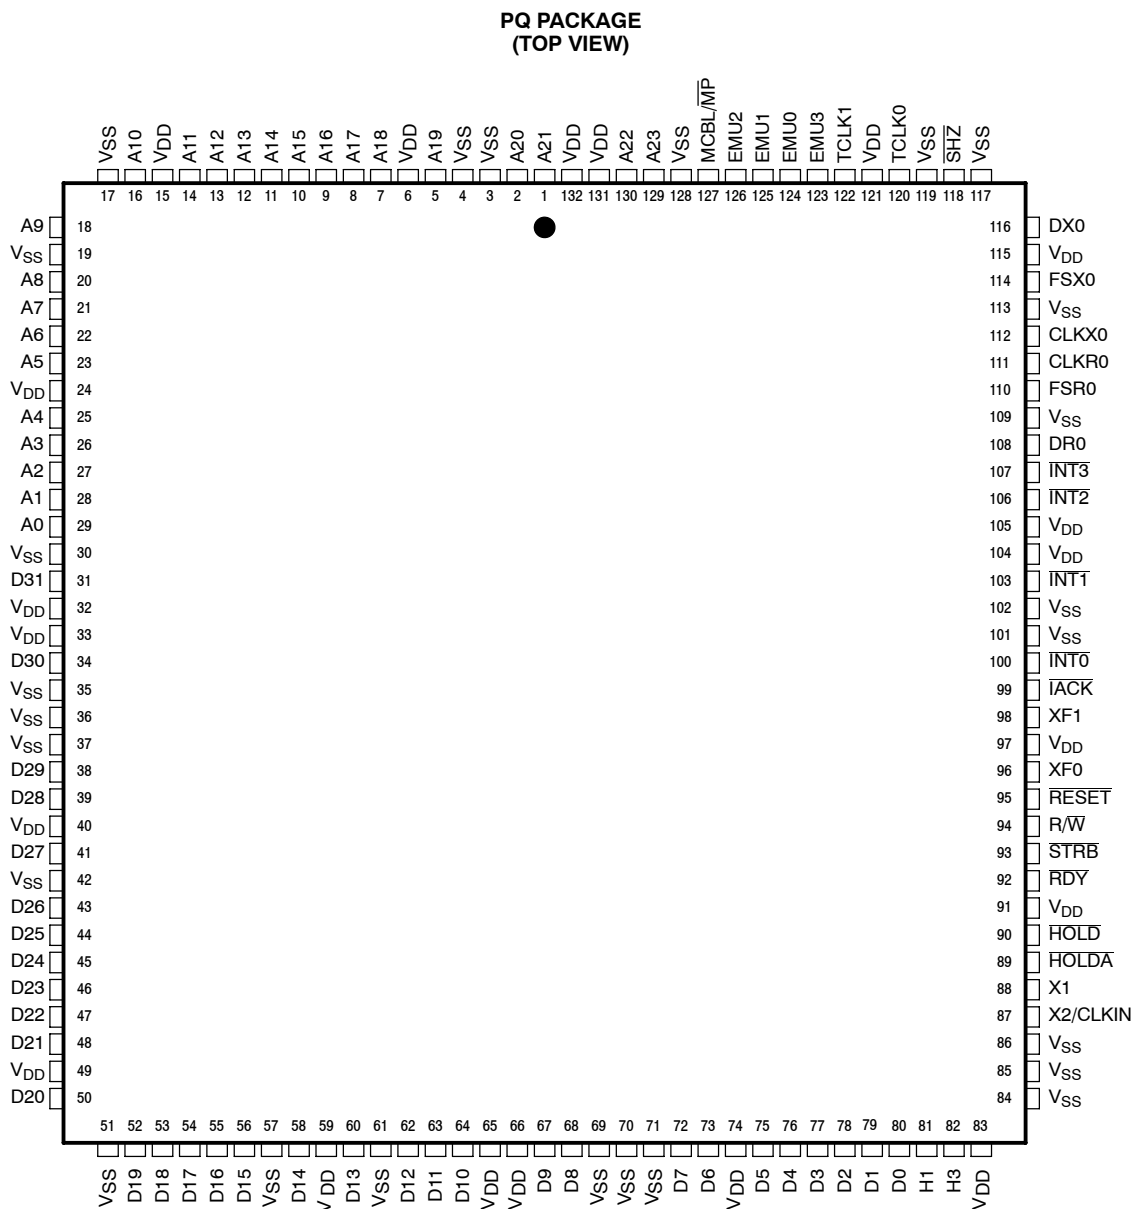 PQ PACKAGE
(TOP VIEW)
VSS A10 VDD A11 A12 A13 A14 A15 A16 A17 A18 VDD A19 VSS VSS A20 A21 VDD VDD A22 A23 VSS MCBL/MP EMU2 EMU1 EMU0 EMU3 TCLK1 VDD TCLK0 VSS SHZ VSS
17 16 15 14 13 12 11 10 9 8 7 6 5 4 3 2 1 132 131 130 129 128 127 126 125 124 123 122 121 120 119 118 117
A9 18 116 DX0
VSS 19 115 VDD
A8 20 114 FSX0
A7 21 113 VSS
A6 22 112 CLKX0
A5 23 111 CLKR0
VDD 24 110 FSR0
A4 25 109 VSS
A3 26 108 DR0
A2 27 107 INT3
A1 28 106 INT2
A0 29 105 VDD
VSS 30 104 VDD
D31 31 103 INT1
VDD 32 102 VSS
VDD 33 101 VSS
D30 34 100 INT0
VSS 35 99 IACK
VSS 36 98 XF1
VSS 37 97 VDD
D29 38 96 XF0
D28 39 95 RESET
VDD 40 94 R/W
D27 41 93 STRB
VSS 42 92 RDY
D26 43 91 VDD
D25 44 90 HOLD
D24 45 89 HOLDA
D23 46 88 X1
D22 47 87 X2/CLKIN
D21 48 86 VSS
VDD 49 85 VSS
D20 50 84 VSS
51 52 53 54 55 56 57 58 59 60 61 62 63 64 65 66 67 68 69 70 71 72 73 74 75 76 77 78 79 80 81 82 83
VSS D19 D18 D17 D16 D15 VSS D14 VDD D13 VSS D12 D11 D10 VDD VDD D9 D8 VSS VSS VSS D7 D6 VDD D5 D4 D3 D2 D1 D0 H1 H3 VDD